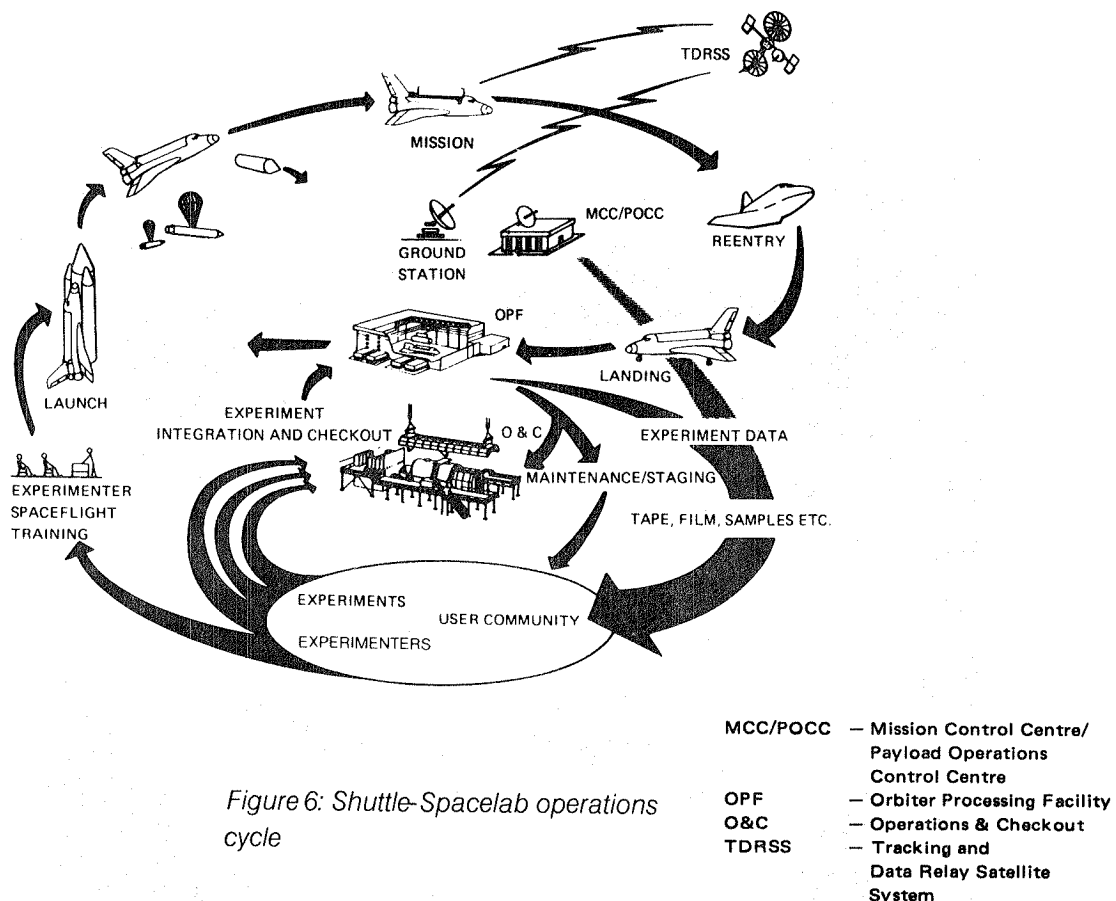 TDRSS
MISSION
MCC/POCC
REENTRY
GROUND
STATION
OPF
LANDING
LAUNCH
EXPERIMENT
INTEGRATION AND CHECKOUT
O & C
EXPERIMENT DATA
MAINTENANCE/STAGING
EXPERIMENTER
SPACEFLIGHT
TRAINING
TAPE, FILM, SAMPLES ETC.
EXPERIMENTS
USER COMMUNITY
EXPERIMENTERS
MCC/POCC — Mission Control Centre/
Payload Operations
Control Centre
OPF — Orbiter Processing Facility
O&C — Operations & Checkout
TDRSS — Tracking and
Data Relay Satellite
System
Figure 6: Shuttle-Spacelab operations
cycle